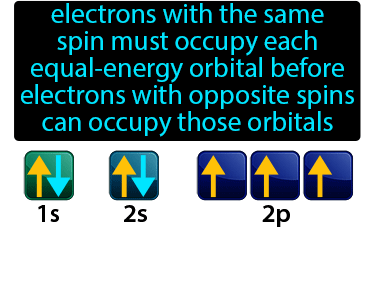 electrons with the same
spin must occupy each
equal-energy orbital before
electrons with opposite spins
can occupy those orbitals
1s 2s 2p